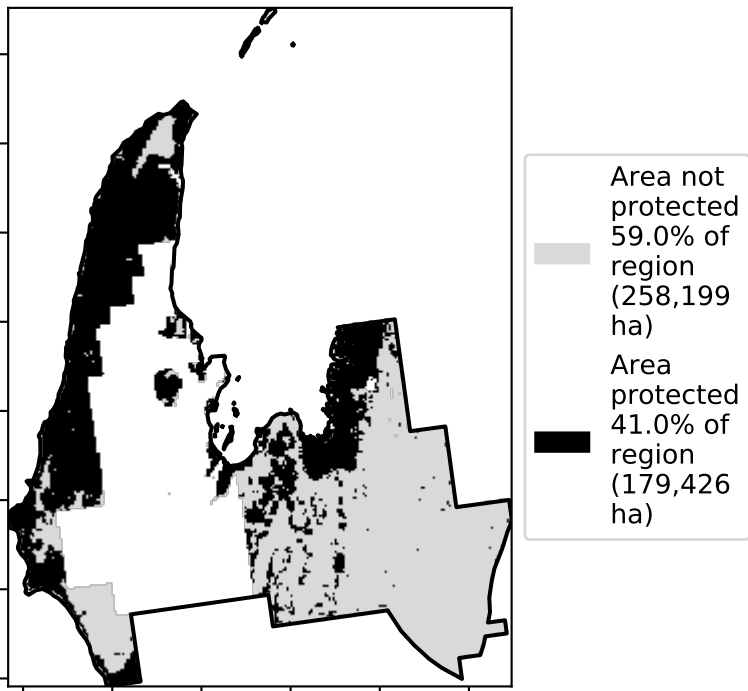 Area not
protected
59.0% of
region
(258,199
ha)
Area
protected
41.0% of
region
(179,426
ha)